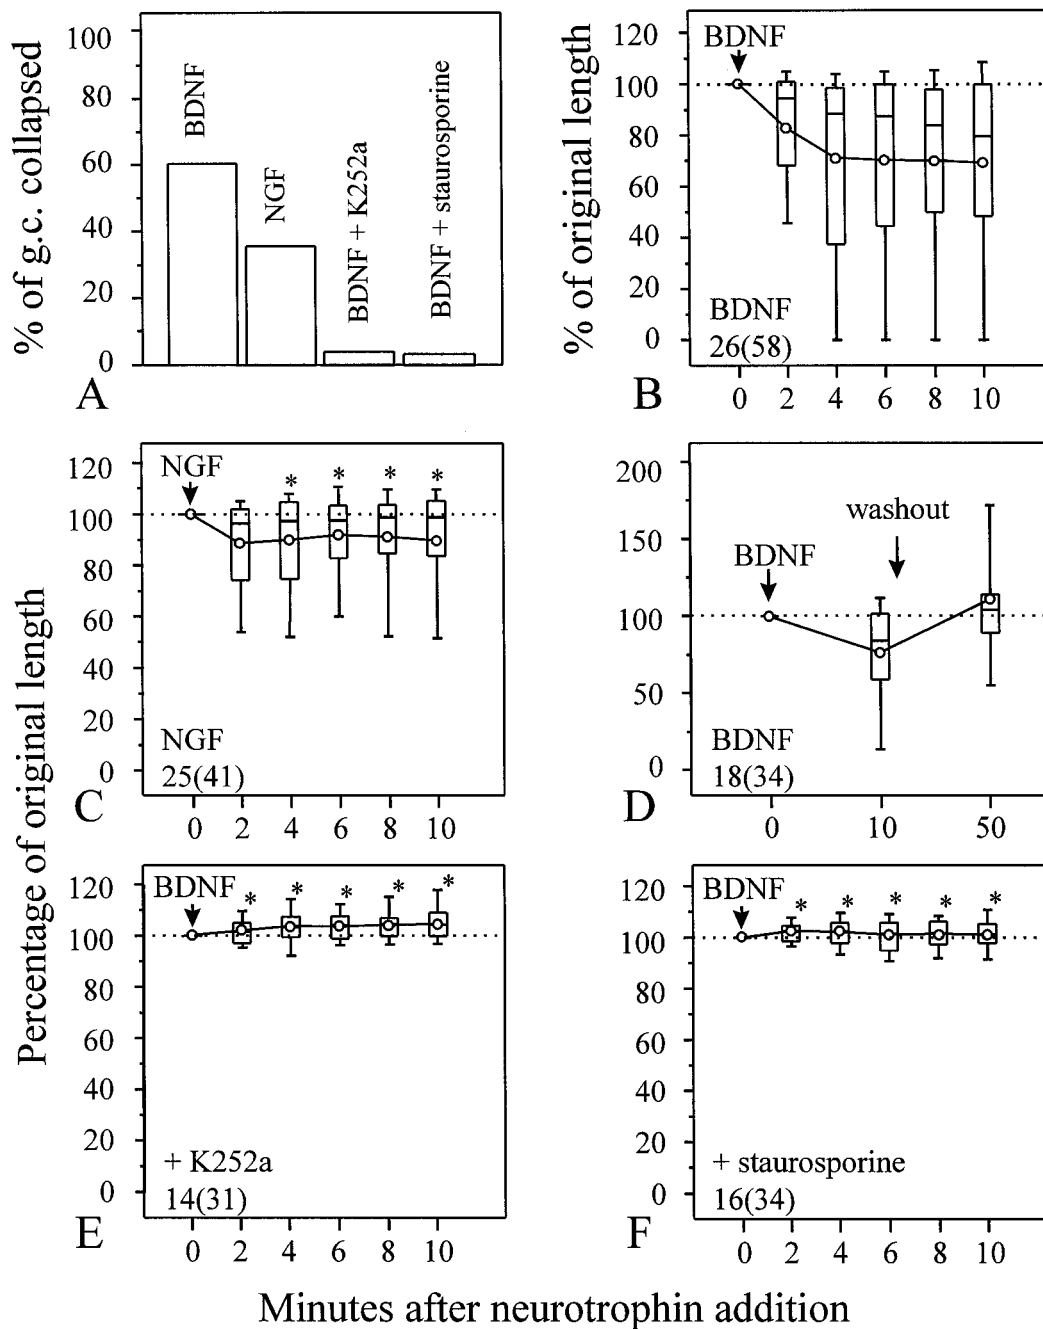 % of g.c. collapsed
100
80
60
40
20
0
BDNF
NGF
BDNF + K252a
BDNF + staurosporine
A
% of original length
120
100
80
60
40
20
0
BDNF
BDNF
26(58)
0 2 4 6 8 10
B
Percentage of original length
120
100
80
60
40
20
0
NGF
* * * *
NGF
25(41)
0 2 4 6 8 10
C
200
150
100
50
0
BDNF
washout
BDNF
18(34)
0 10 50
D
120
100
80
60
40
20
0
BDNF
* * * * *
+ K252a
14(31)
0 2 4 6 8 10
E
120
100
80
60
40
20
0
BDNF
* * * * *
+ staurosporine
16(34)
0 2 4 6 8 10
F
Minutes after neurotrophin addition